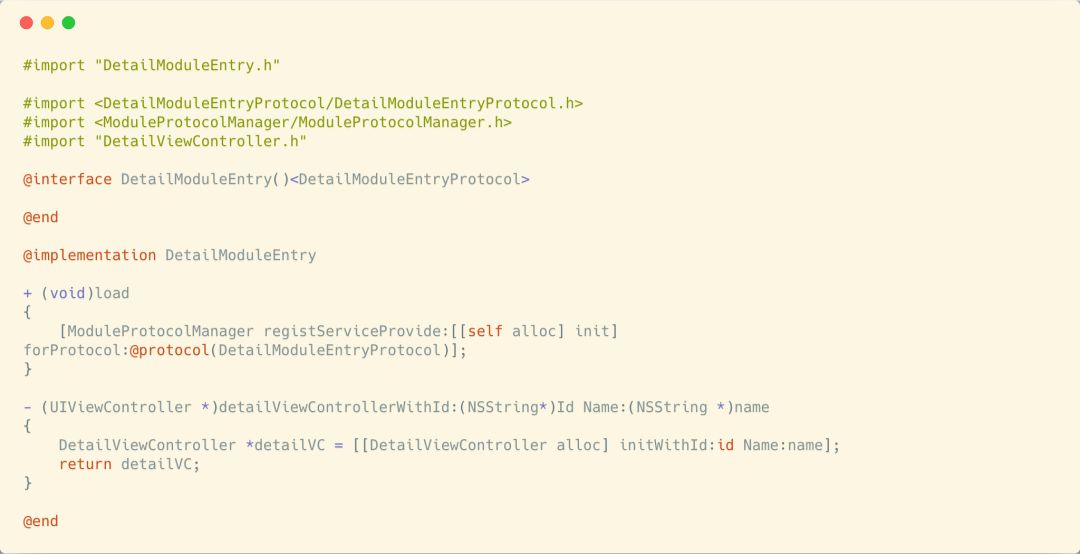 #import "DetailModuleEntry.h"
#import <DetailModuleEntryProtocol/DetailModuleEntryProtocol.h>
#import <ModuleProtocolManager/ModuleProtocolManager.h>
#import "DetailViewController.h"
@interface DetailModuleEntry()<DetailModuleEntryProtocol>
@end
@implementation DetailModuleEntry
+ (void)load
{
    [ModuleProtocolManager registServiceProvide:[[self alloc] init]
forProtocol:@protocol(DetailModuleEntryProtocol)];
}
- (UIViewController *)detailViewControllerWithId:(NSString*)Id Name:(NSString *)name
{
    DetailViewController *detailVC = [[DetailViewController alloc] initWithId:id Name:name];
    return detailVC;
}
@end